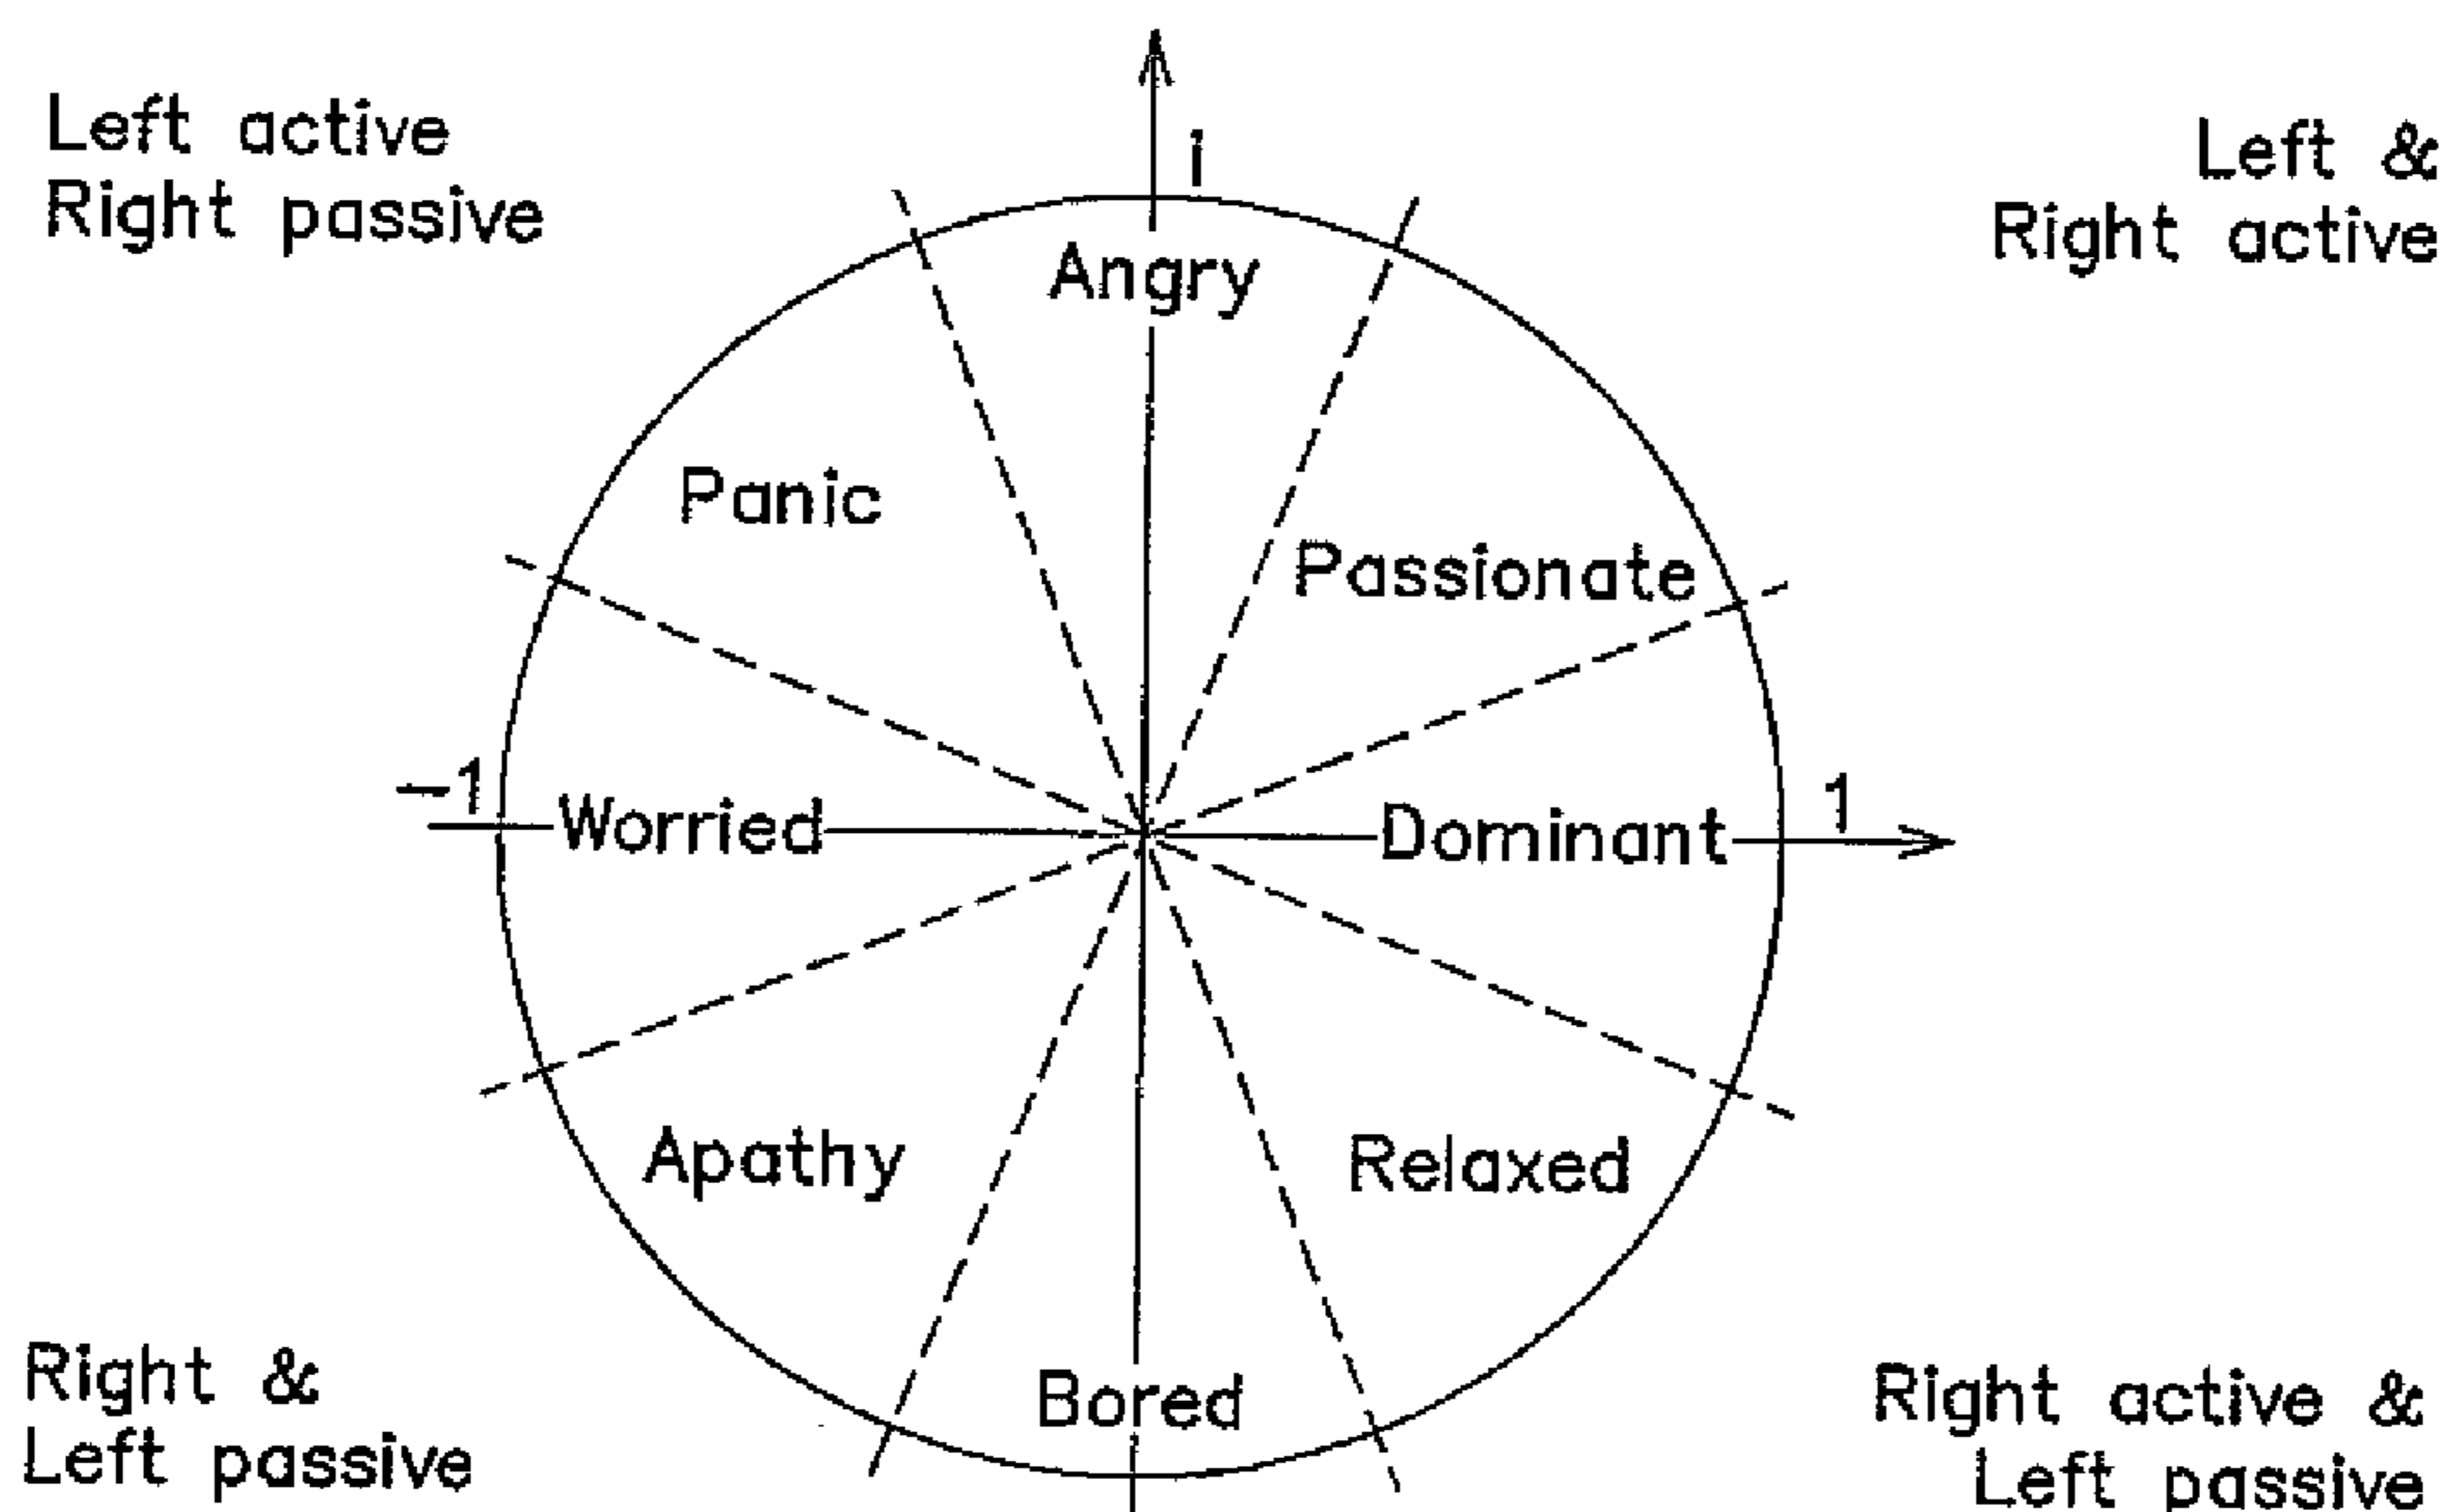 Left active
Right passive
i
Left &
Right active
Angry
Panic
Passionate
-1
Worried
Dominant
1
Apathy
Relaxed
Bored
Right &
Left passive
Right active &
Left passive